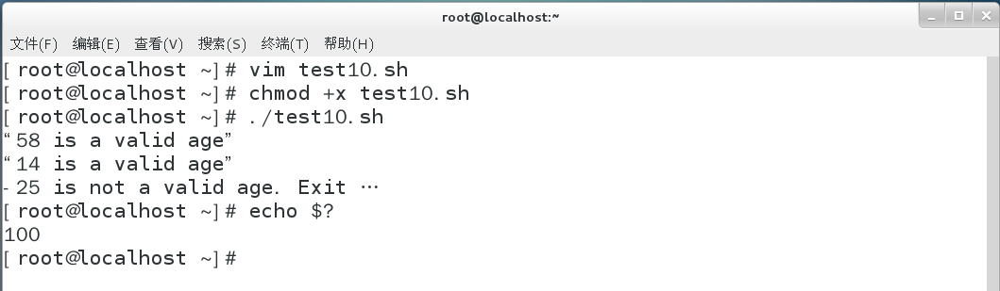 root@localhost:~
文件(F) 编辑(E) 查看(V) 搜索(S) 终端(T) 帮助(H)
[root@localhost ~]# vim test10.sh
[root@localhost ~]# chmod +x test10.sh
[root@localhost ~]# ./test10.sh
“58 is a valid age”
“14 is a valid age”
-25 is not a valid age. Exit …
[root@localhost ~]# echo $?
100
[root@localhost ~]#